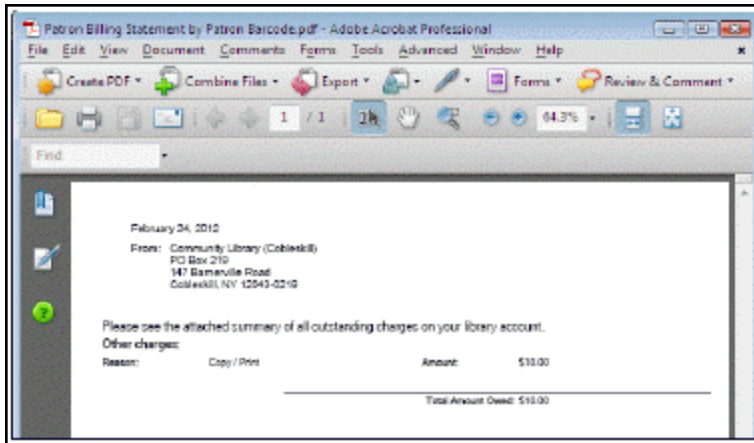 Patron Billing Statement by Patron Barcode.pdf - Adobe Acrobat Professional
File Edit View Document Comments Forms Tools Advanced Window Help
Create PDF Combine Files Export Forms Review & Comment
1 / 1 64.3%
Find
February 24, 2012
From: Community Library (Cobleskill)
PO Box 219
147 Barnerville Road
Cobleskill, NY 12043-0219
Please see the attached summary of all outstanding charges on your library account.
Other charges:
Reason: Copy / Print Amount: $10.00
Total Amount Owed: $10.00